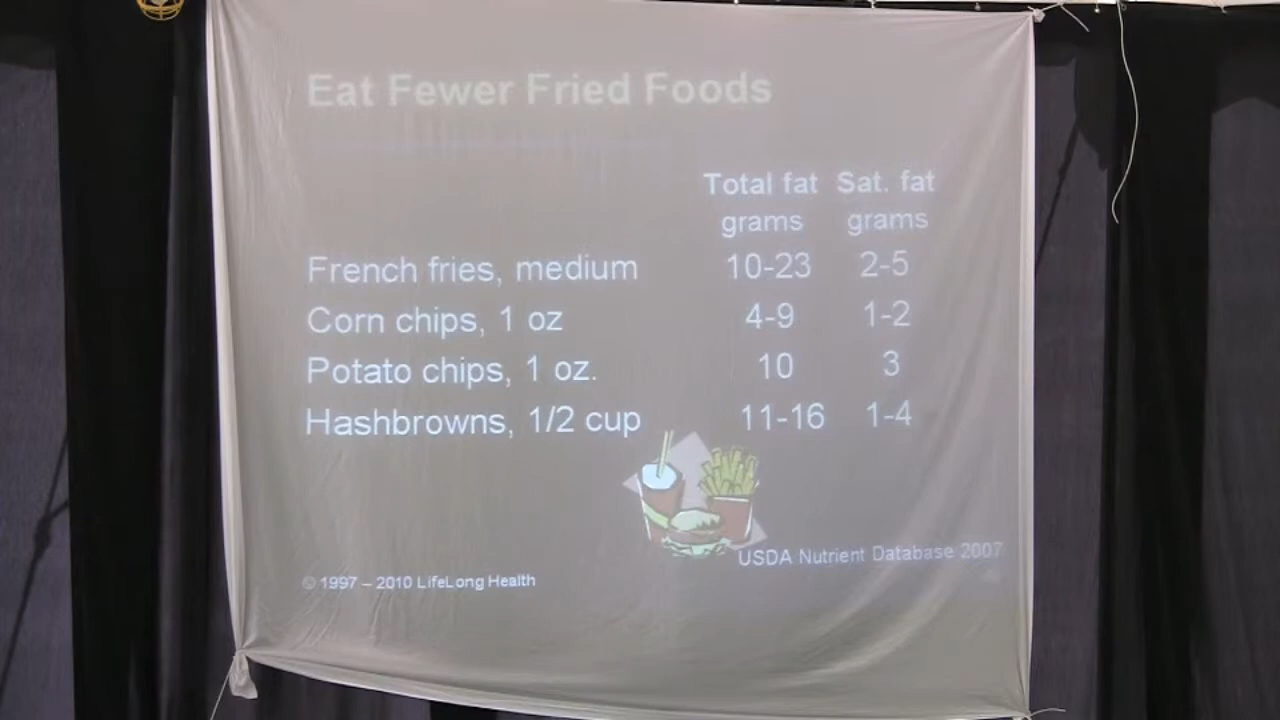 Eat Fewer Fried Foods
Total fat Sat. fat
grams grams
French fries, medium 10-23 2-5
Corn chips, 1 oz 4-9 1-2
Potato chips, 1 oz. 10 3
Hashbrowns, 1/2 cup 11-16 1-4
USDA Nutrient Database 2007
© 1997 – 2010 LifeLong Health